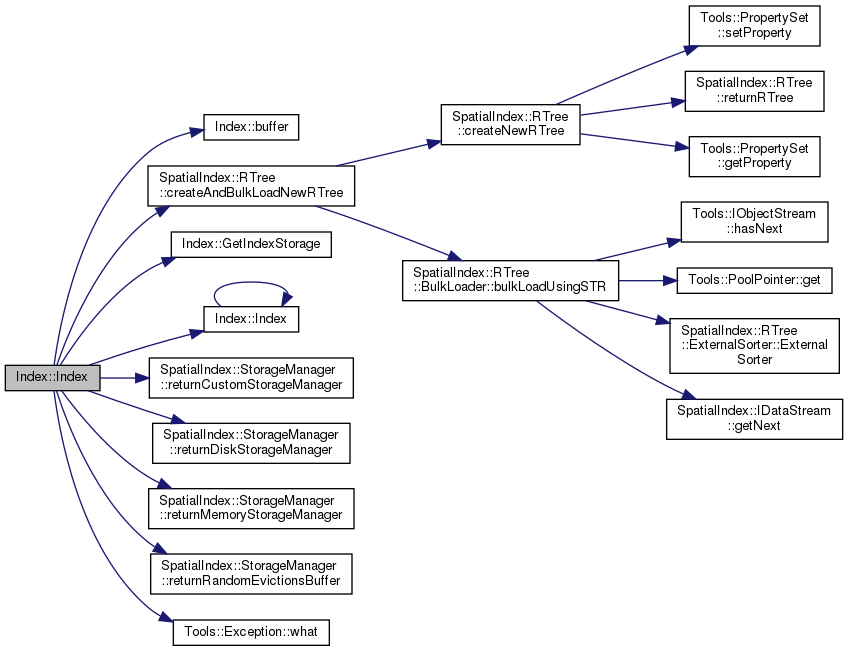 Tools::PropertySet
::setProperty
SpatialIndex::RTree
::returnRTree
SpatialIndex::RTree
::createNewRTree
Index::buffer
Tools::PropertySet
::getProperty
SpatialIndex::RTree
::createAndBulkLoadNewRTree
Tools::IObjectStream
::hasNext
Index::GetIndexStorage
SpatialIndex::RTree
::BulkLoader::bulkLoadUsingSTR
Tools::PoolPointer::get
Index::Index
SpatialIndex::RTree
::ExternalSorter::External
Sorter
Index::Index
SpatialIndex::StorageManager
::returnCustomStorageManager
SpatialIndex::IDataStream
::getNext
SpatialIndex::StorageManager
::returnDiskStorageManager
SpatialIndex::StorageManager
::returnMemoryStorageManager
SpatialIndex::StorageManager
::returnRandomEvictionsBuffer
Tools::Exception::what